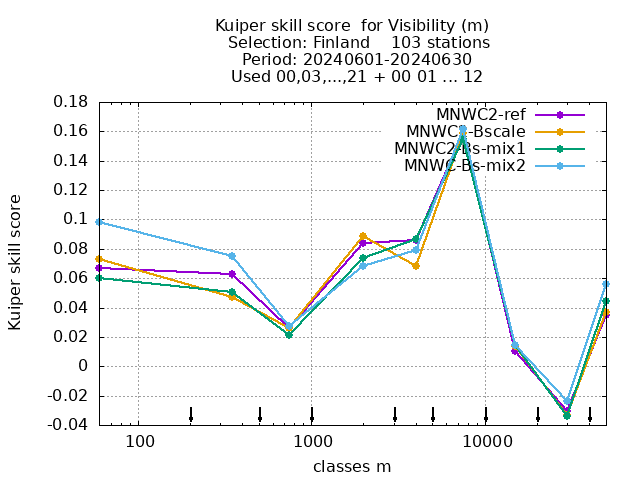 Kuiper skill score  for Visibility (m)
Selection: Finland    103 stations
Period: 20240601-20240630
Used 00,03,...,21 + 00 01 ... 12
MNWC2-ref
MNWC2-Bscale
MNWC2-Bs-mix1
MNWC-Bs-mix2
Kuiper skill score
0.18
0.16
0.14
0.12
0.1
0.08
0.06
0.04
0.02
0
-0.02
-0.04
100 1000 10000
classes m